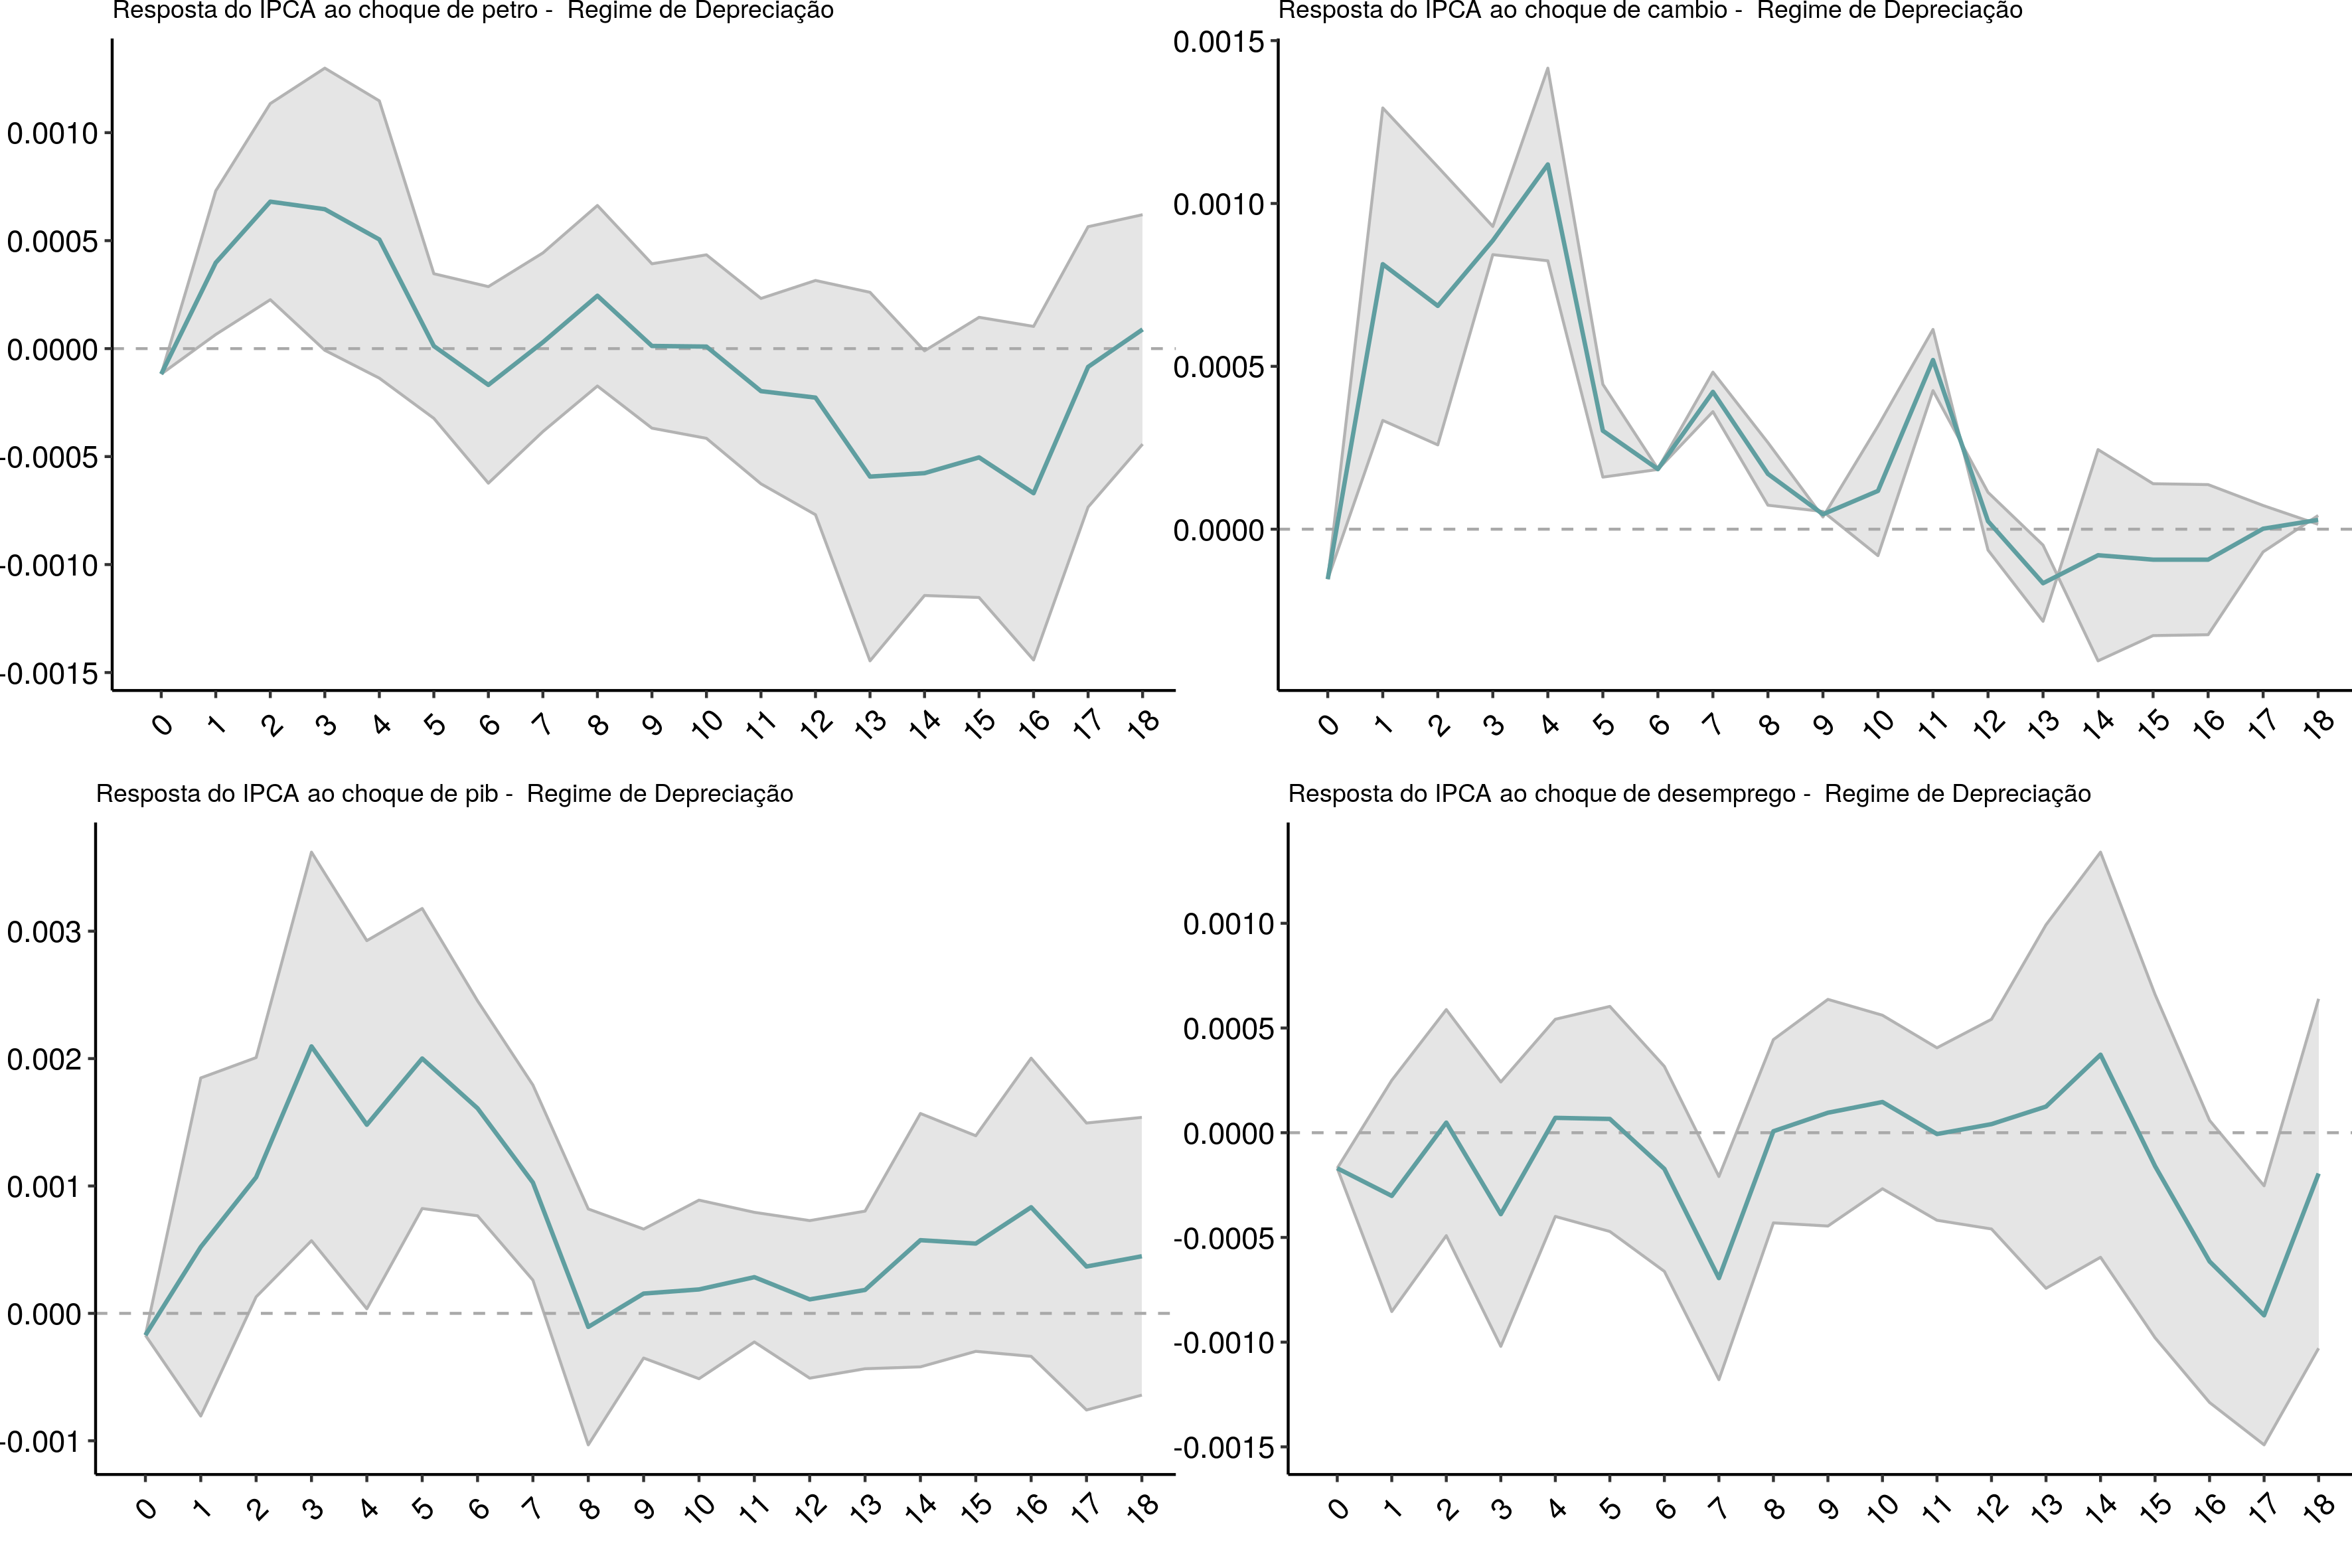 Resposta do IPCA ao choque de petro -  Regime de Depreciação
0.0010
0.0005
0.0000
-0.0005
-0.0010
-0.0015
0 1 2 3 4 5 6 7 8 9 10 11 12 13 14 15 16 17 18
Resposta do IPCA ao choque de cambio -  Regime de Depreciação
0.0015
0.0010
0.0005
0.0000
0 1 2 3 4 5 6 7 8 9 10 11 12 13 14 15 16 17 18
Resposta do IPCA ao choque de pib -  Regime de Depreciação
0.003
0.002
0.001
0.000
-0.001
0 1 2 3 4 5 6 7 8 9 10 11 12 13 14 15 16 17 18
Resposta do IPCA ao choque de desemprego -  Regime de Depreciação
0.0010
0.0005
0.0000
-0.0005
-0.0010
-0.0015
0 1 2 3 4 5 6 7 8 9 10 11 12 13 14 15 16 17 18